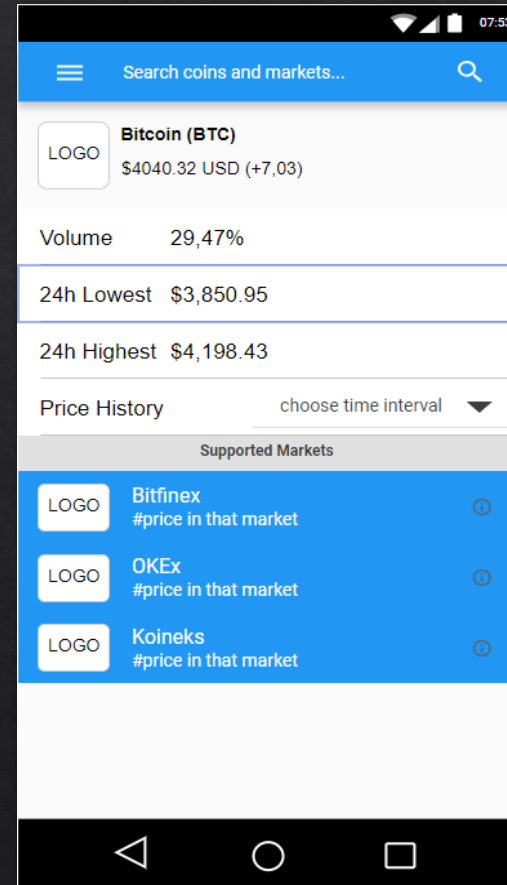 07:53
Search coins and markets...
LOGO
Bitcoin (BTC)
$4040.32 USD (+7,03)
Volume 29,47%
24h Lowest $3,850.95
24h Highest $4,198.43
Price History choose time interval
Supported Markets
LOGO
Bitfinex
#price in that market
LOGO
OKEx
#price in that market
LOGO
Koineks
#price in that market